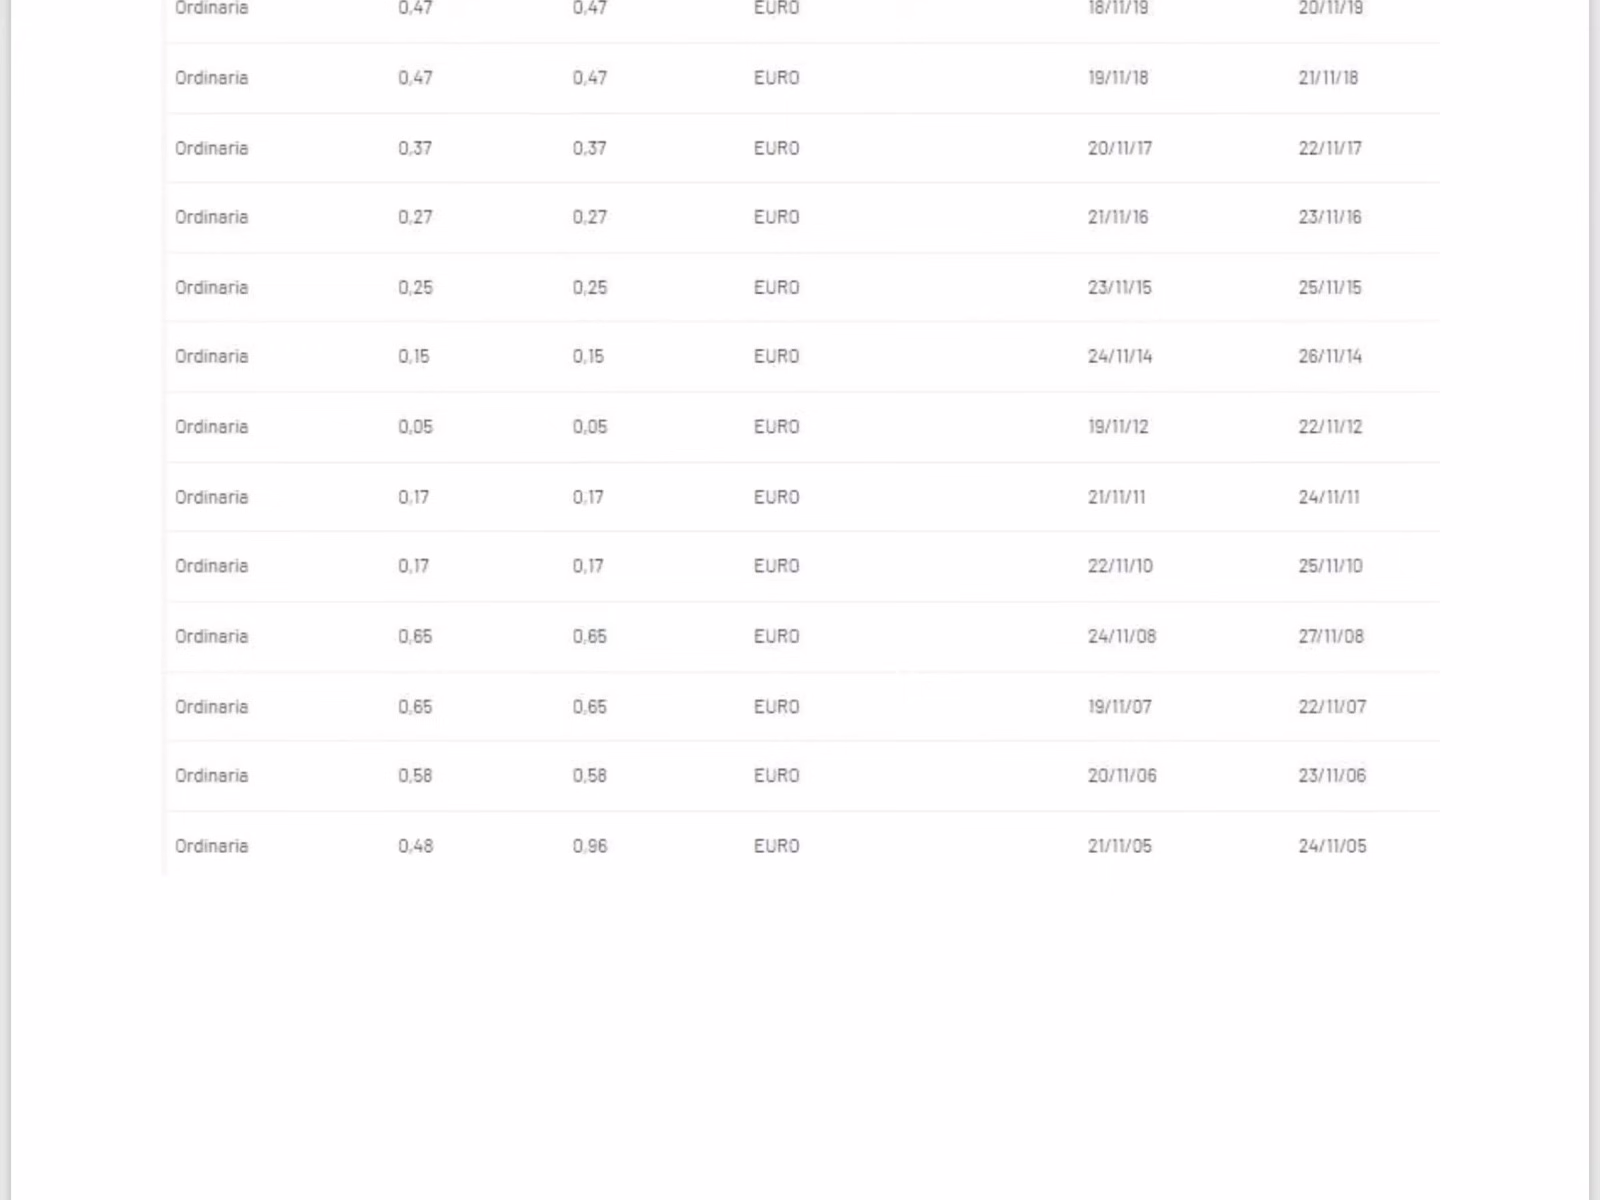 Ordinaria 0,47 0,47 EURO 18/11/19 20/11/19
Ordinaria 0,47 0,47 EURO 19/11/18 21/11/18
Ordinaria 0,37 0,37 EURO 20/11/17 22/11/17
Ordinaria 0,27 0,27 EURO 21/11/16 23/11/16
Ordinaria 0,25 0,25 EURO 23/11/15 25/11/15
Ordinaria 0,15 0,15 EURO 24/11/14 26/11/14
Ordinaria 0,05 0,05 EURO 19/11/12 22/11/12
Ordinaria 0,17 0,17 EURO 21/11/11 24/11/11
Ordinaria 0,17 0,17 EURO 22/11/10 25/11/10
Ordinaria 0,65 0,65 EURO 24/11/08 27/11/08
Ordinaria 0,65 0,65 EURO 19/11/07 22/11/07
Ordinaria 0,58 0,58 EURO 20/11/06 23/11/06
Ordinaria 0,48 0,96 EURO 21/11/05 24/11/05